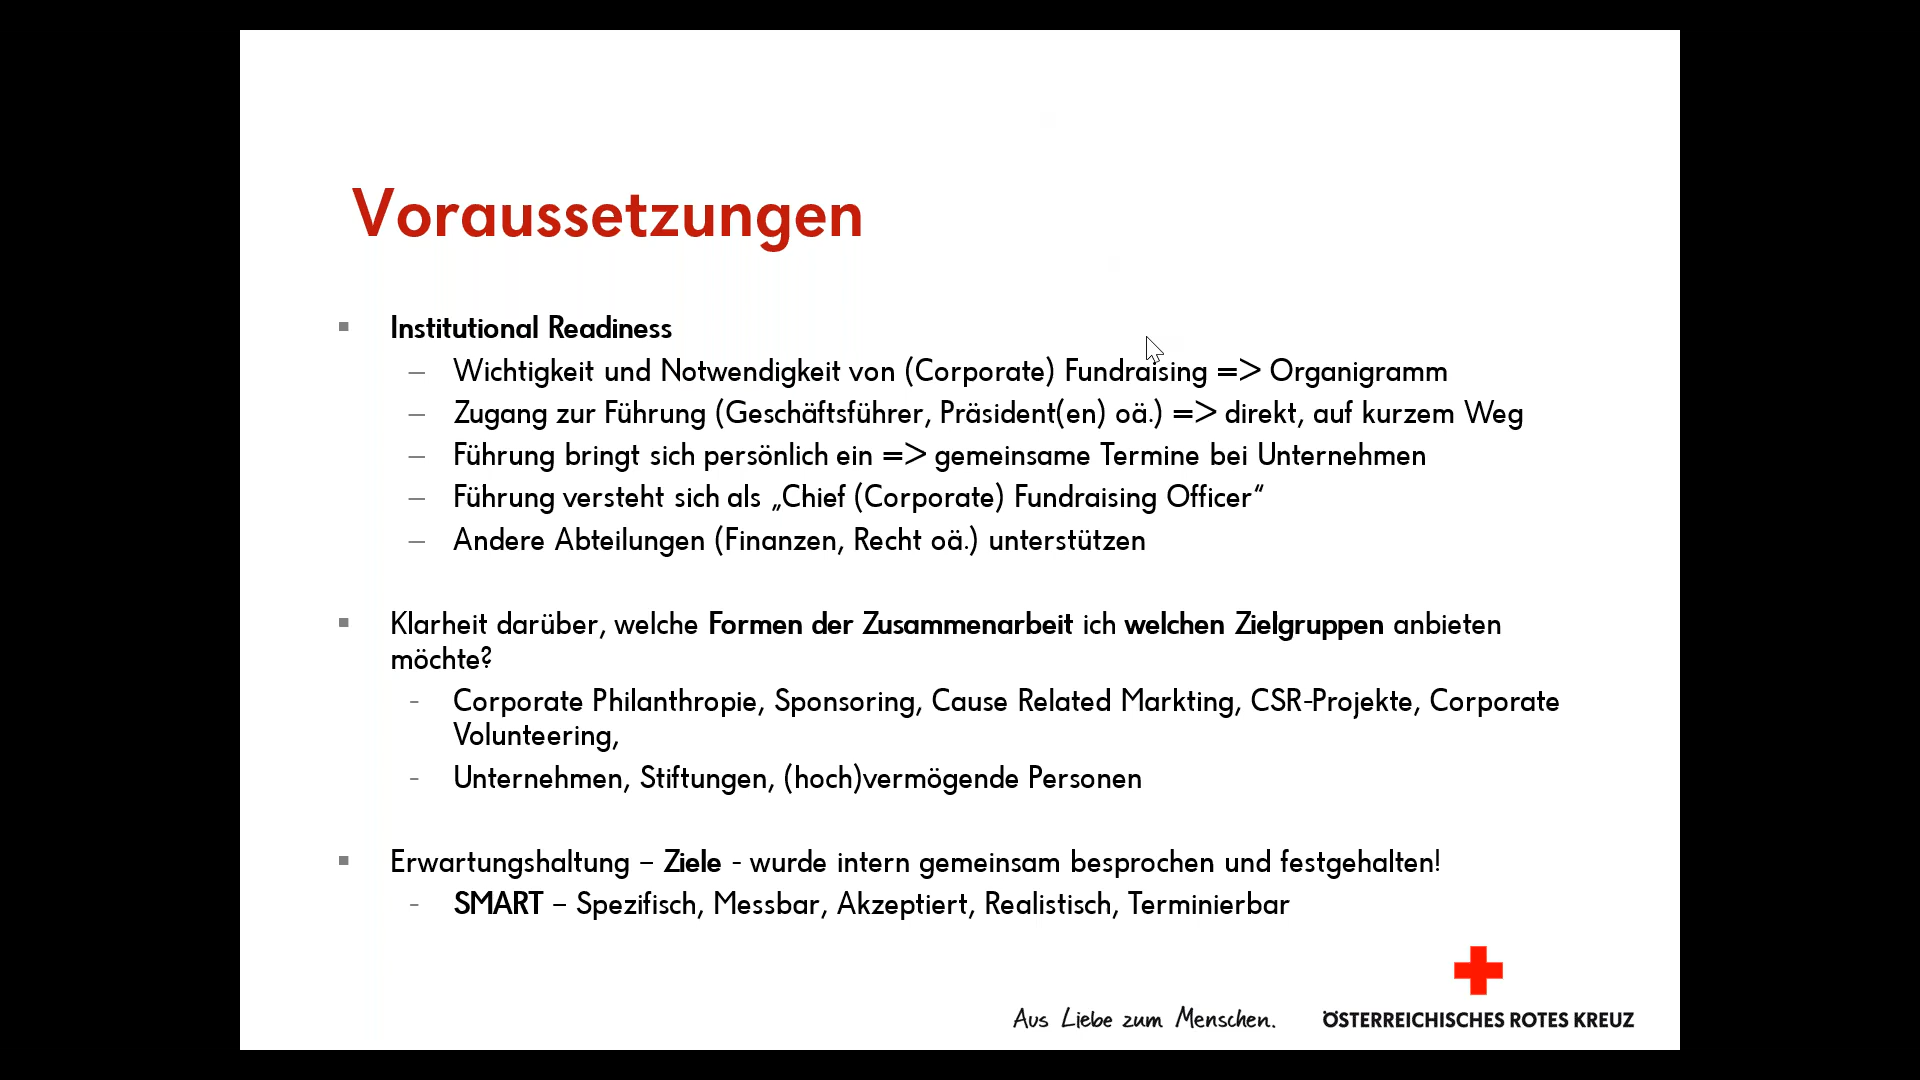 Voraussetzungen
▪ Institutional Readiness
– Wichtigkeit und Notwendigkeit von (Corporate) Fundraising => Organigramm
– Zugang zur Führung (Geschäftsführer, Präsident(en) oä.) => direkt, auf kurzem Weg
– Führung bringt sich persönlich ein => gemeinsame Termine bei Unternehmen
– Führung versteht sich als „Chief (Corporate) Fundraising Officer“
– Andere Abteilungen (Finanzen, Recht oä.) unterstützen
▪ Klarheit darüber, welche Formen der Zusammenarbeit ich welchen Zielgruppen anbieten
möchte?
- Corporate Philanthropie, Sponsoring, Cause Related Markting, CSR-Projekte, Corporate
Volunteering,
- Unternehmen, Stiftungen, (hoch)vermögende Personen
▪ Erwartungshaltung – Ziele - wurde intern gemeinsam besprochen und festgehalten!
- SMART – Spezifisch, Messbar, Akzeptiert, Realistisch, Terminierbar
Aus Liebe zum Menschen.
ÖSTERREICHISCHES ROTES KREUZ